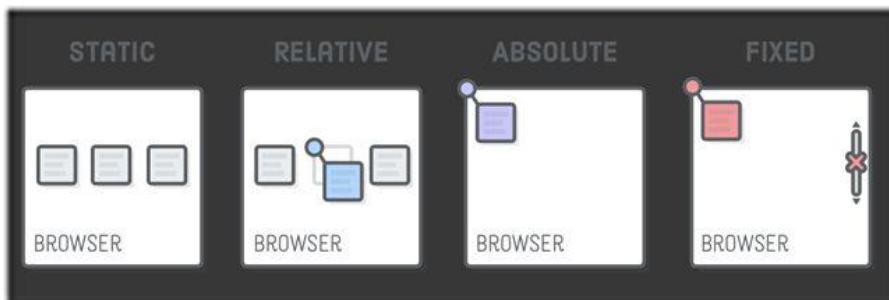 STATIC
RELATIVE
ABSOLUTE
FIXED
BROWSER
BROWSER
BROWSER
BROWSER